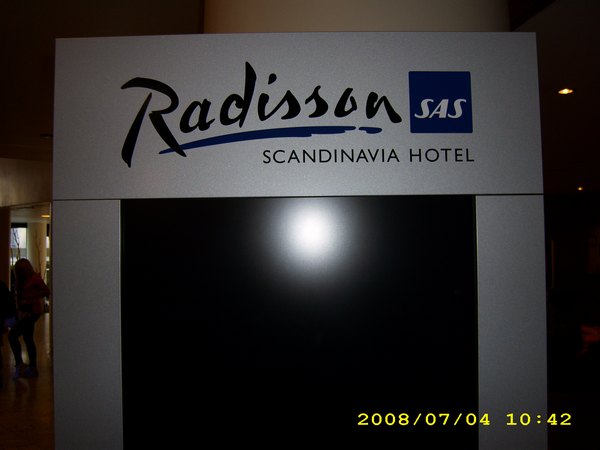 Radisson SAS
SCANDINAVIA HOTEL
2008/07/04 10:42